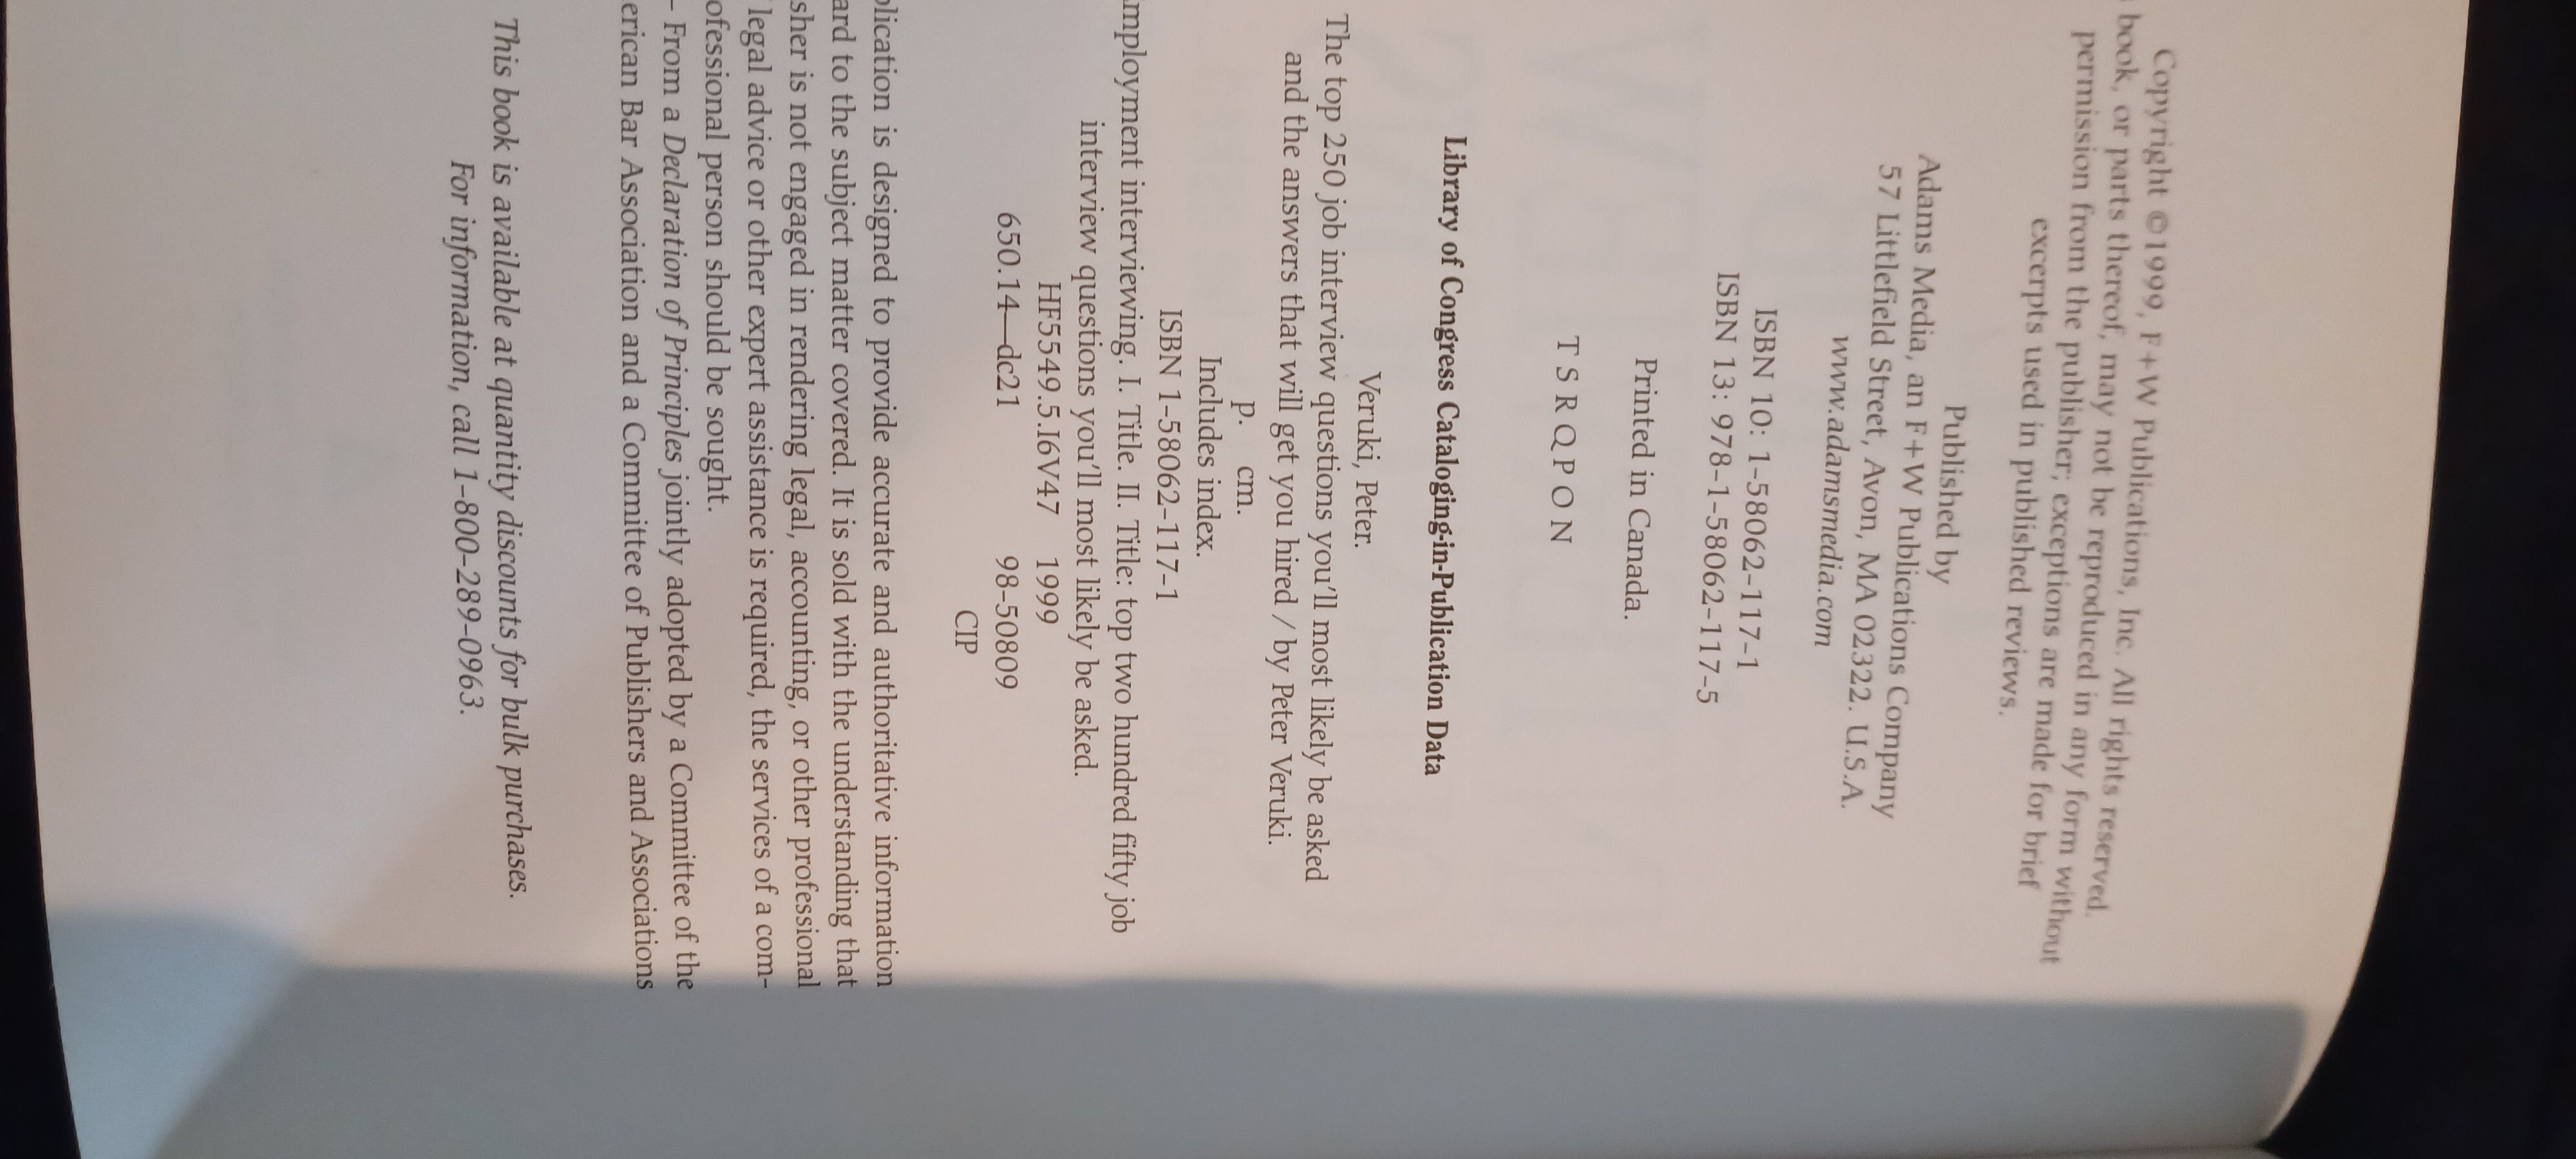 Copyright ©1999, F+W Publications, Inc. All rights reserved.
book, or parts thereof, may not be reproduced in any form without
permission from the publisher; exceptions are made for brief
excerpts used in published reviews.
Published by
Adams Media, an F+W Publications Company
57 Littlefield Street, Avon, MA 02322. U.S.A.
www.adamsmedia.com
ISBN 10: 1-58062-117-1
ISBN 13: 978-1-58062-117-5
Printed in Canada.
T S R Q P O N
Library of Congress Cataloging-in-Publication Data
Veruki, Peter.
The top 250 job interview questions you'll most likely be asked
and the answers that will get you hired / by Peter Veruki.
p. cm.
Includes index.
ISBN 1-58062-117-1
mployment interviewing. I. Title. II. Title: top two hundred fifty job
interview questions you'll most likely be asked.
HF5549.5.I6V47 1999
650.14—dc21 98-50809
CIP
lication is designed to provide accurate and authoritative information
ard to the subject matter covered. It is sold with the understanding that
sher is not engaged in rendering legal, accounting, or other professional
legal advice or other expert assistance is required, the services of a com-
ofessional person should be sought.
– From a Declaration of Principles jointly adopted by a Committee of the
erican Bar Association and a Committee of Publishers and Associations
This book is available at quantity discounts for bulk purchases.
For information, call 1-800-289-0963.